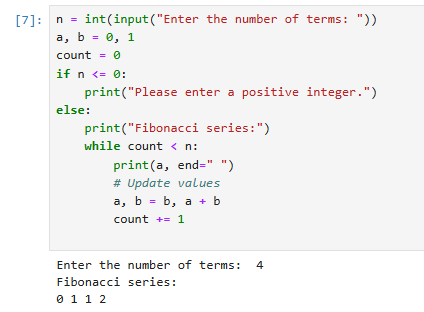 [7]: n = int(input("Enter the number of terms: "))
a, b = 0, 1
count = 0
if n <= 0:
    print("Please enter a positive integer.")
else:
    print("Fibonacci series:")
    while count < n:
        print(a, end=" ")
        # Update values
        a, b = b, a + b
        count += 1
Enter the number of terms:  4
Fibonacci series:
0 1 1 2